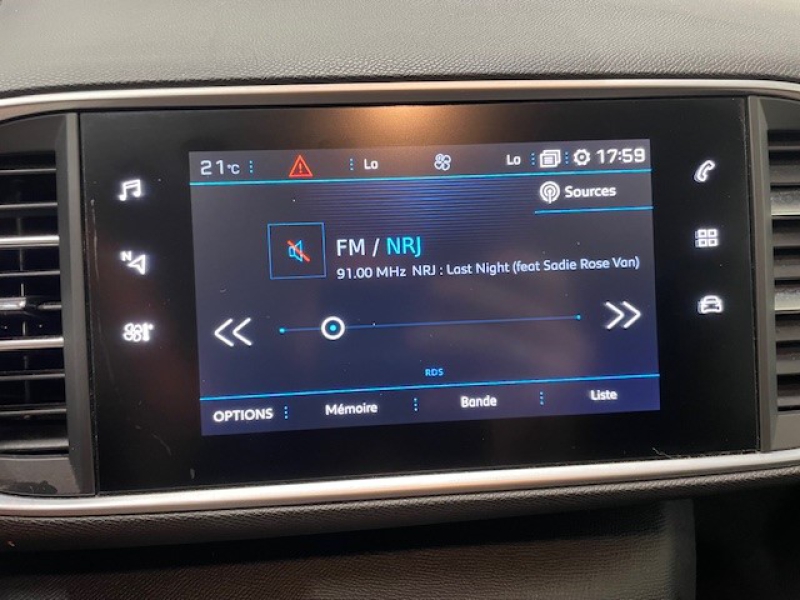 21°C Lo Lo 17:59
Sources
FM / NRJ
91.00 MHz NRJ : Last Night (feat Sadie Rose Van)
N
RDS
OPTIONS Mémoire Bande Liste